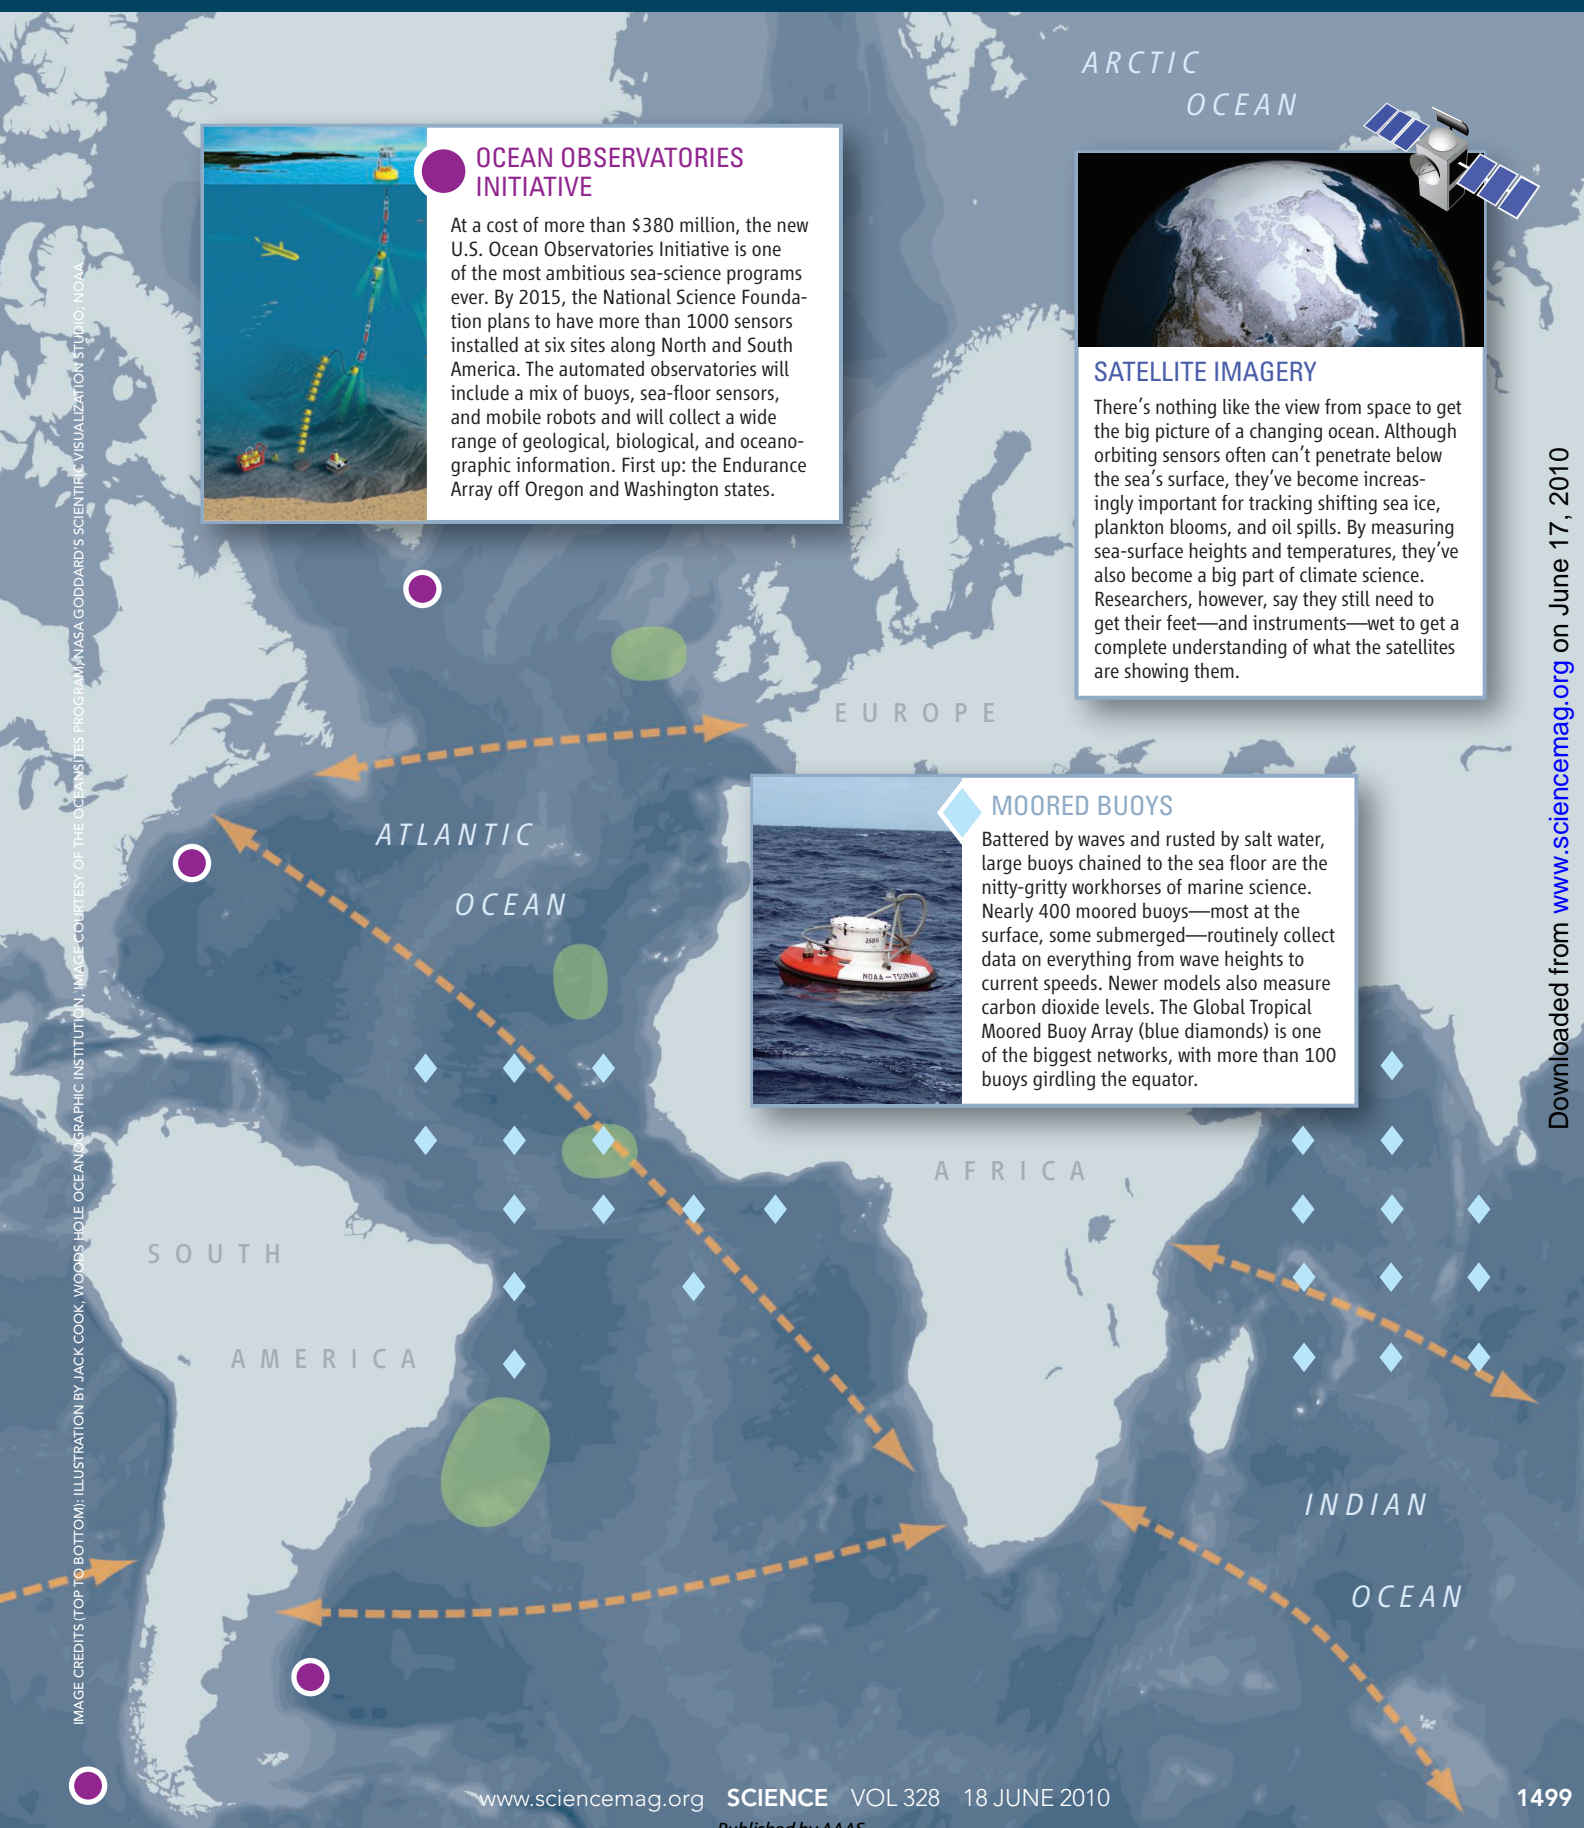 ARCTIC
OCEAN
OCEAN OBSERVATORIES
INITIATIVE
At a cost of more than $380 million, the new
U.S. Ocean Observatories Initiative is one
of the most ambitious sea-science programs
ever. By 2015, the National Science Founda-
tion plans to have more than 1000 sensors
installed at six sites along North and South
America. The automated observatories will
include a mix of buoys, sea-floor sensors,
and mobile robots and will collect a wide
range of geological, biological, and oceano-
graphic information. First up: the Endurance
Array off Oregon and Washington states.
SATELLITE IMAGERY
There's nothing like the view from space to get
the big picture of a changing ocean. Although
orbiting sensors often can't penetrate below
the sea's surface, they've become increas-
ingly important for tracking shifting sea ice,
plankton blooms, and oil spills. By measuring
sea-surface heights and temperatures, they've
also become a big part of climate science.
Researchers, however, say they still need to
get their feet—and instruments—wet to get a
complete understanding of what the satellites
are showing them.
EUROPE
ATLANTIC
OCEAN
MOORED BUOYS
Battered by waves and rusted by salt water,
large buoys chained to the sea floor are the
nitty-gritty workhorses of marine science.
Nearly 400 moored buoys—most at the
surface, some submerged—routinely collect
data on everything from wave heights to
current speeds. Newer models also measure
carbon dioxide levels. The Global Tropical
Moored Buoy Array (blue diamonds) is one
of the biggest networks, with more than 100
buoys girdling the equator.
NOAA–TSUNAMI
AFRICA
SOUTH
AMERICA
INDIAN
OCEAN
IMAGE CREDITS (TOP TO BOTTOM): ILLUSTRATION BY JACK COOK, WOODS HOLE OCEANOGRAPHIC INSTITUTION, IMAGE COURTESY OF THE OCEANSITES PROGRAM; NASA GODDARD'S SCIENTIFIC VISUALIZATION STUDIO; NOAA
Downloaded from www.sciencemag.org on June 17, 2010
www.sciencemag.org SCIENCE VOL 328 18 JUNE 2010 1499
Published by AAAS